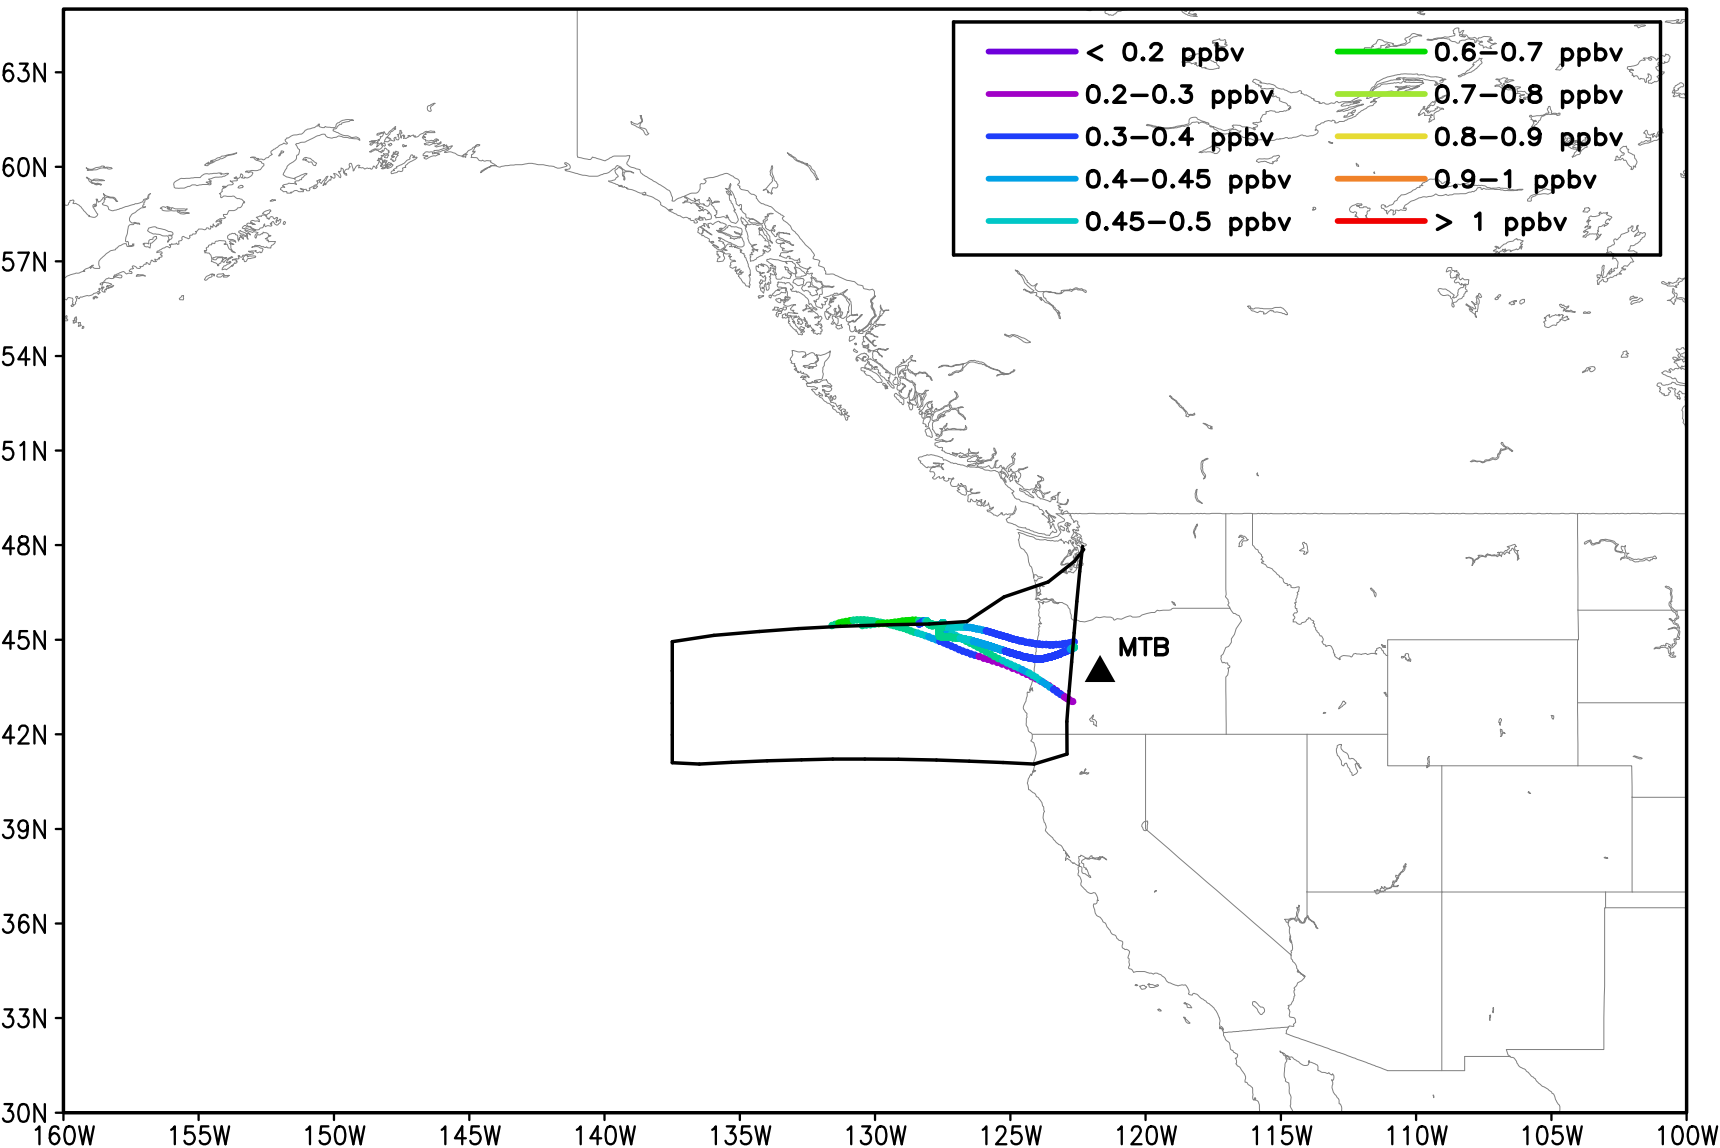 < 0.2 ppbv
0.2-0.3 ppbv
0.3-0.4 ppbv
0.4-0.45 ppbv
0.45-0.5 ppbv
0.6-0.7 ppbv
0.7-0.8 ppbv
0.8-0.9 ppbv
0.9-1 ppbv
> 1 ppbv
63N
60N
57N
54N
51N
48N
45N
42N
39N
36N
33N
30N
MTB
160W 155W 150W 145W 140W 135W 130W 125W 120W 115W 110W 105W 100W